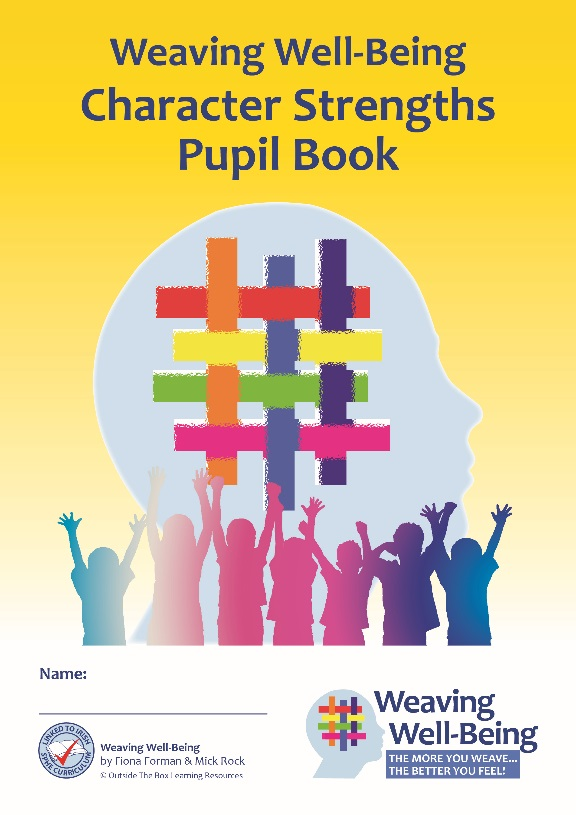 Weaving Well-Being
Character Strengths
Pupil Book
Name:
LINKED TO IRISH
SPHE CURRICULUM
Weaving Well-Being
by Fiona Forman & Mick Rock
© Outside The Box Learning Resources
Weaving
Well-Being
THE MORE YOU WEAVE...
THE BETTER YOU FEEL!